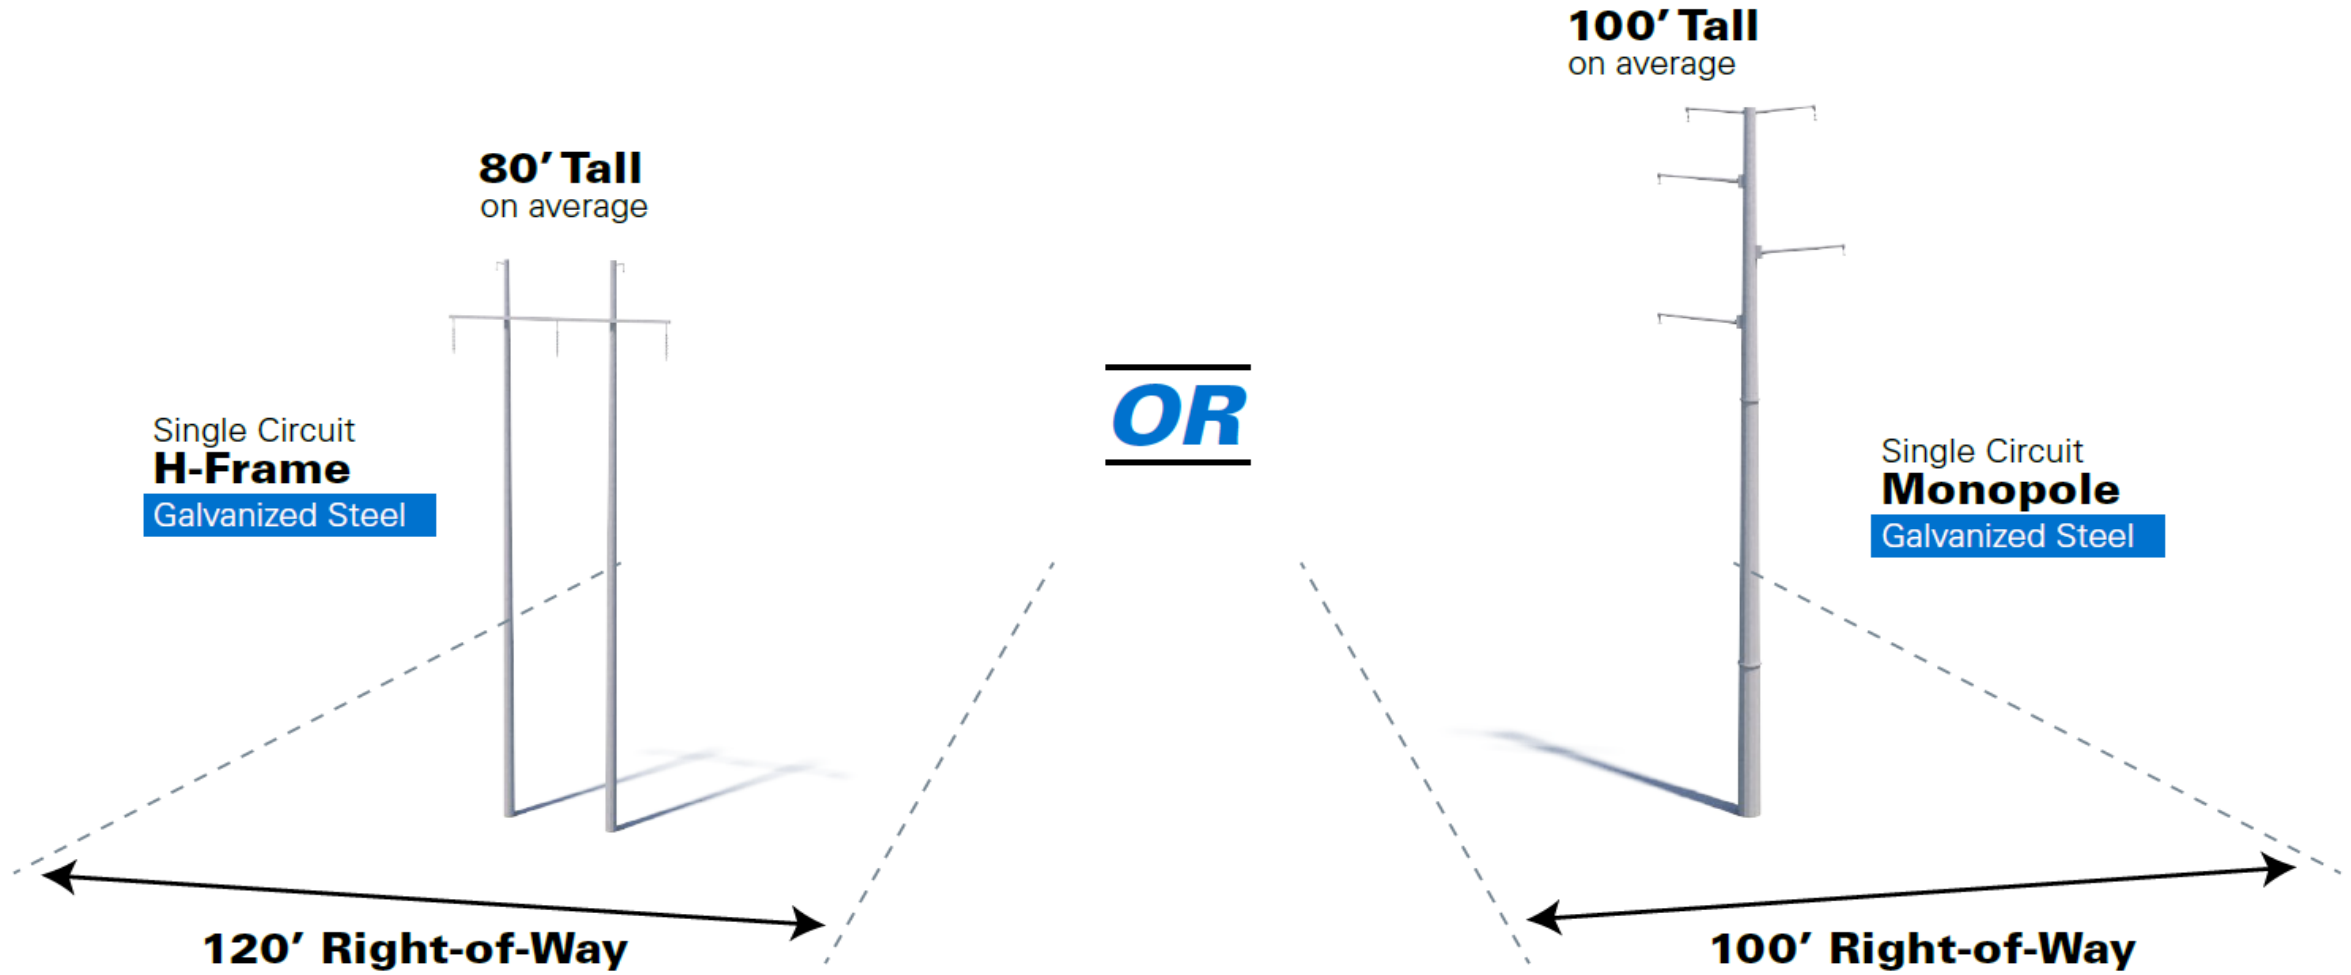 80′ Tall
on average
Single Circuit
H-Frame
Galvanized Steel
120′ Right-of-Way
OR
100′ Tall
on average
Single Circuit
Monopole
Galvanized Steel
100′ Right-of-Way